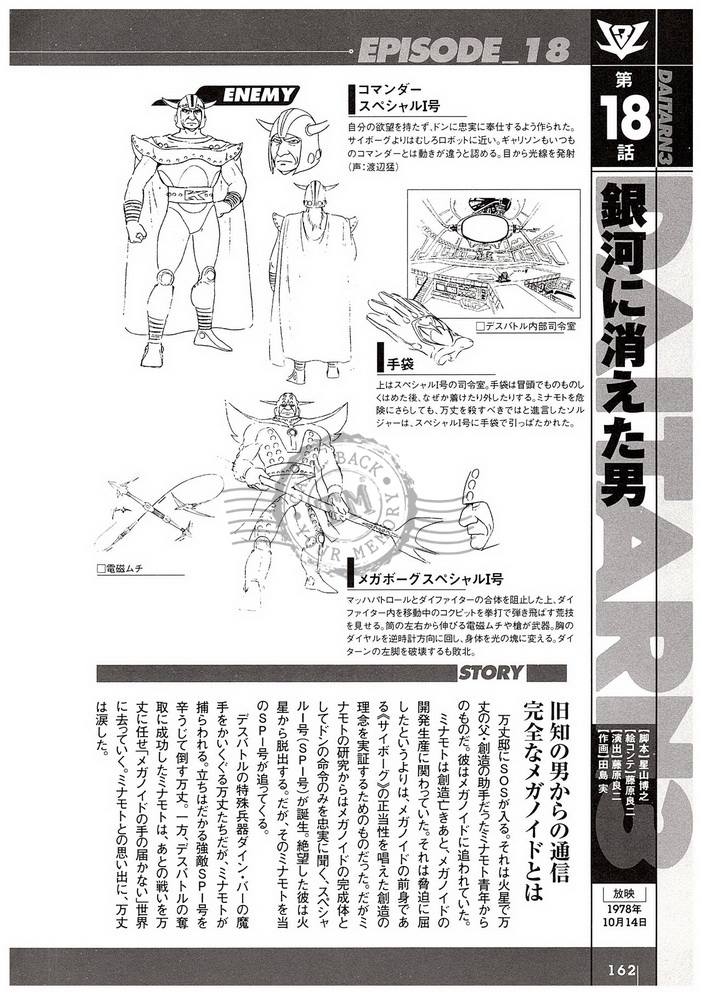 EPISODE_18
DAITARN3
第
18
話
銀河に消えた男
DAITARN3
【脚本】星山博之
【絵コンテ】藤原良二
【演出】藤原良二
【作画】田島 実
放映
1978年
10月14日
ENEMY
コマンダー
スペシャルⅠ号
自分の欲望を持たず、ドンに忠実に奉仕するよう作られた。
サイボーグよりはむしろロボットに近い。ギャリソンもいつも
のコマンダーとは動きが違うと認める。目から光線を発射
(声:渡辺猛)
□デスバトル内部司令室
手袋
上はスペシャルⅠ号の司令室。手袋は冒頭でものものし
くはめた後、なぜか着けたり外したりする。ミナモトを危
険にさらしても、万丈を殺すべきではと進言したソル
ジャーは、スペシャルⅠ号に手袋で引っぱたかれた。
□電磁ムチ
BACK
YOUR MEMORY
メガボーグスペシャルⅠ号
マッハパトロールとダイファイターの合体を阻止した上、ダイ
ファイター内を移動中のコクピットを拳打で弾き飛ばす荒技
を見せる。筒の左右から伸びる電磁ムチや槍が武器。胸の
ダイヤルを逆時計方向に回し、身体を光の塊に変える。ダイ
ターンの左脚を破壊するも敗北。
STORY
旧知の男からの通信
完全なメガノイドとは
万丈邸にSOSが入る。それは火星で万
丈の父・創造の助手だったミナモト青年から
のものだ。彼はメガノイドに追われていた。
ミナモトは創造亡きあと、メガノイドの
開発生産に関わっていた。それは脅迫に屈
したというよりは、メガノイドの前身であ
る《サイボーグ》の正当性を唱えた創造の
理念を実証するためのものだった。だがミ
ナモトの研究からはメガノイドの完成体と
してドンの命令のみを忠実に聞く、スペシャ
ルⅠ号(SPⅠ号)が誕生。絶望した彼は火
星から脱出する。だが、そのミナモトを当
のSPⅠ号が追ってくる。
デスバトルの特殊兵器ダイン・バーの魔
手をかいくぐる万丈たちだが、ミナモトが
捕らわれる。立ちはだかる強敵SPⅠ号を
辛うじて倒す万丈。一方、デスバトルの奪
取に成功したミナモトは、あとの戦いを万
丈に任せ「メガノイドの手の届かない」世界
に去っていく。ミナモトとの思い出に、万丈
は涙した。
162